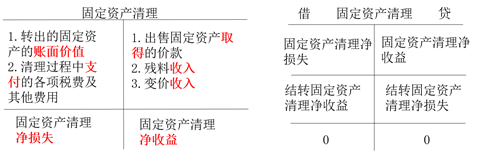 固定资产清理
1. 转出的固定资
产的账面价值
2. 清理过程中支
付的各项税费及
其他费用
1. 出售固定资产取
得的价款
2. 残料收入
3. 变价收入
固定资产清理
净损失
固定资产清理
净收益
借 固定资产清理 贷
固定资产清理净
损失
固定资产清理净
收益
结转固定资产
清理净收益
结转固定资产
清理净损失
0
0